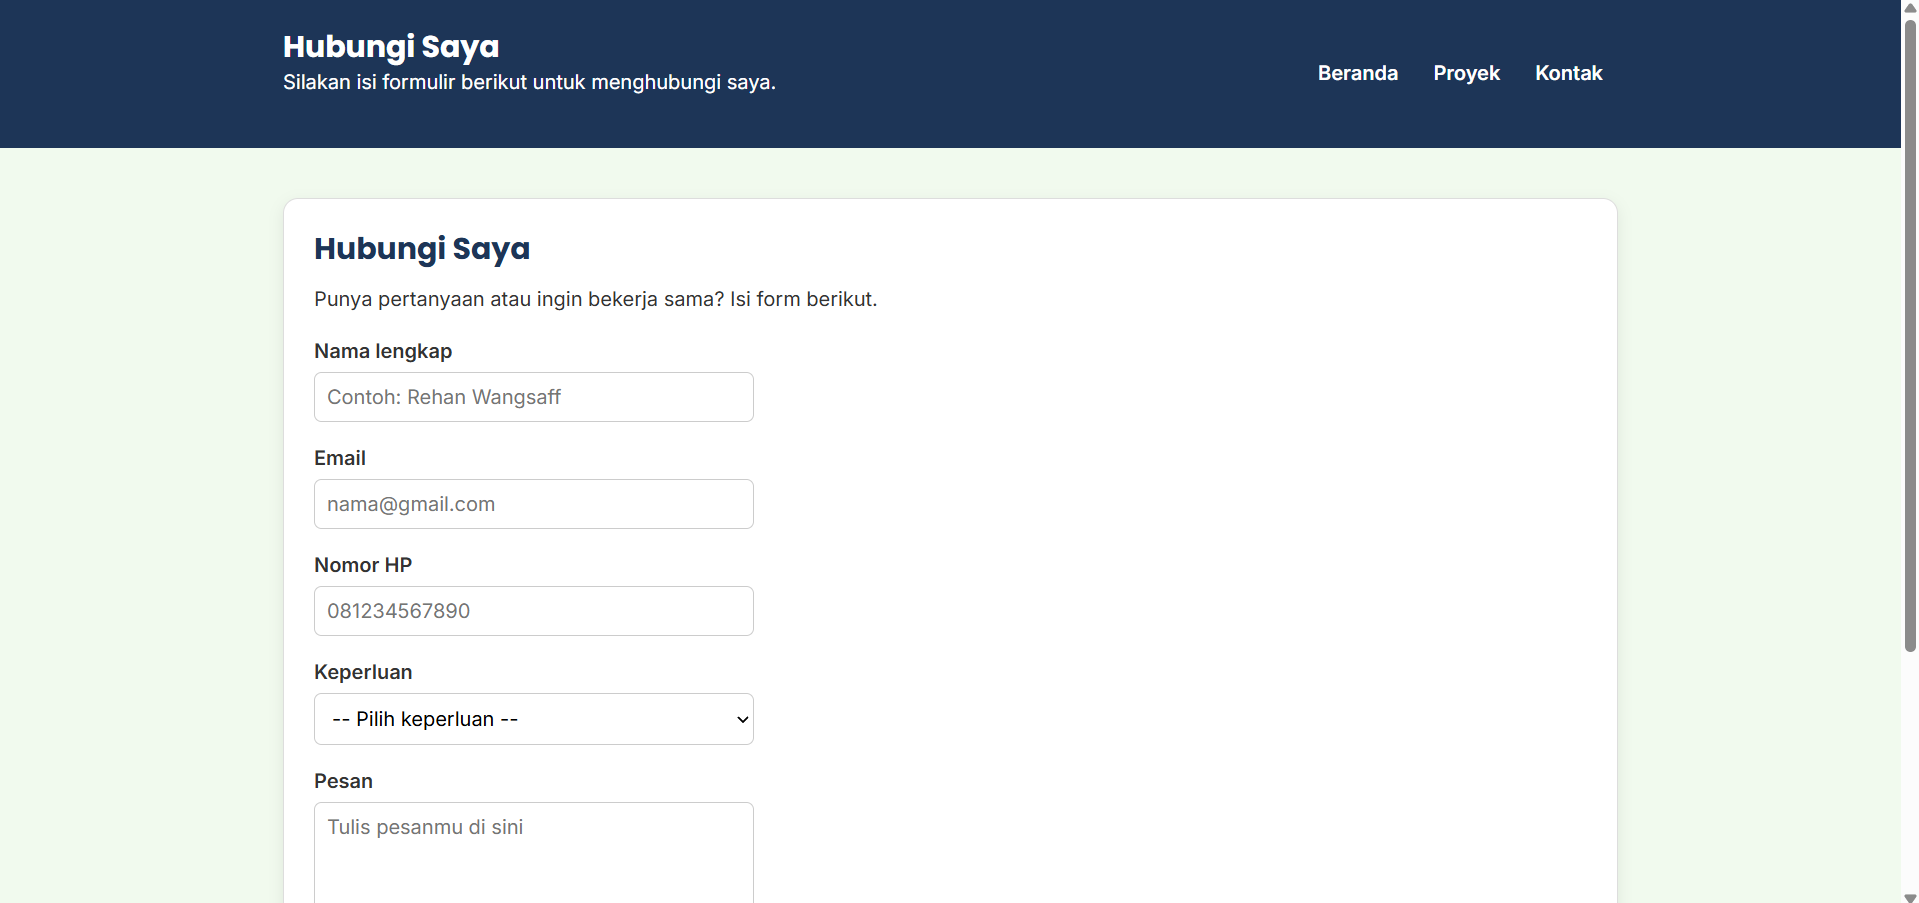 Hubungi Saya
Silakan isi formulir berikut untuk menghubungi saya.
Beranda Proyek Kontak
Hubungi Saya
Punya pertanyaan atau ingin bekerja sama? Isi form berikut.
Nama lengkap
Contoh: Rehan Wangsaff
Email
nama@gmail.com
Nomor HP
081234567890
Keperluan
-- Pilih keperluan --
Pesan
Tulis pesanmu di sini